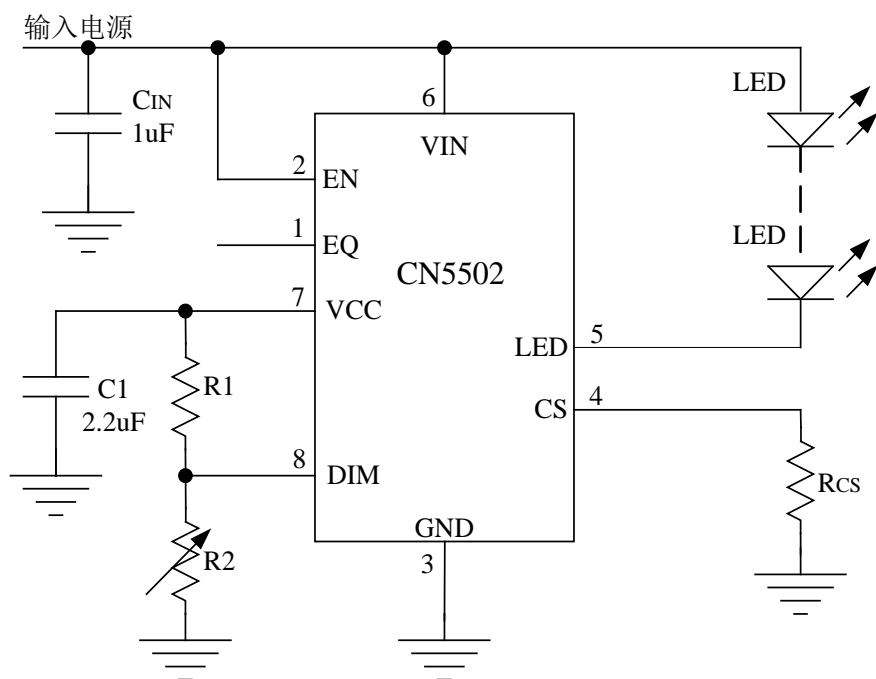 输入电源
CIN
1uF
6
VIN
LED
2
EN
1
EQ
LED
CN5502
7
VCC
LED
5
C1
2.2uF
R1
CS
4
8
DIM
RCS
GND
3
R2